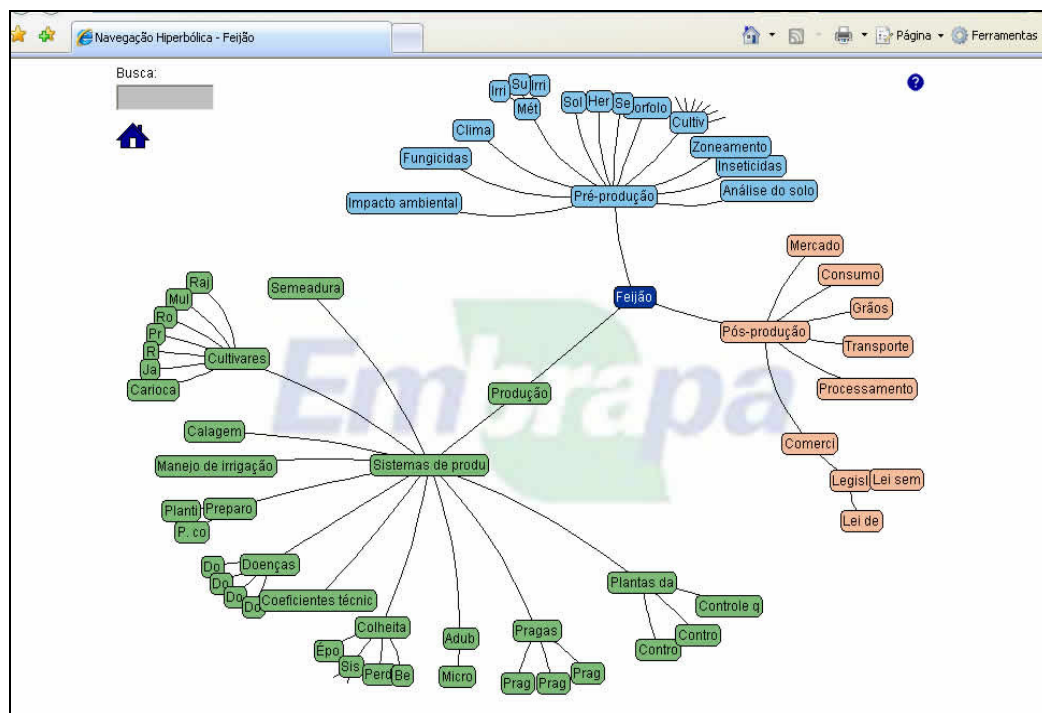 Navegação Hiperbólica - Feijão
Página
Ferramentas
Busca:
Irri
Su
Irri
Mét
Sol
Her
Se
orfolo
Cultiv
Clima
Zoneamento
Fungicidas
Inseticidas
Impacto ambiental
Pré-produção
Análise do solo
Mercado
Consumo
Feijão
Grãos
Pós-produção
Transporte
Processamento
Comerci
Legisl
Lei sem
Lei de
Raj
Semeadura
Mul
Ro
Pr
R
Cultivares
Ja
Carioca
Produção
Embrapa
Calagem
Manejo de irrigação
Sistemas de produ
Planti
Preparo
P. co
Doenças
Do
Do
Do
Do
Coeficientes técnic
Plantas da
Controle q
Contro
Contro
Colheita
Épo
Sis
Perd
Be
Adub
Micro
Pragas
Prag
Prag
Prag